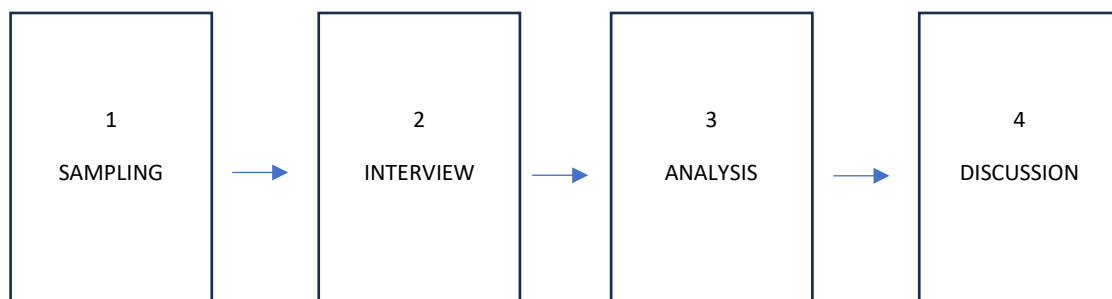 1
SAMPLING
2
INTERVIEW
3
ANALYSIS
4
DISCUSSION